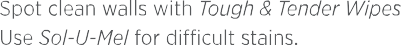 Spot clean walls with Tough & Tender Wipes
Use Sol-U-Mel for difficult stains.